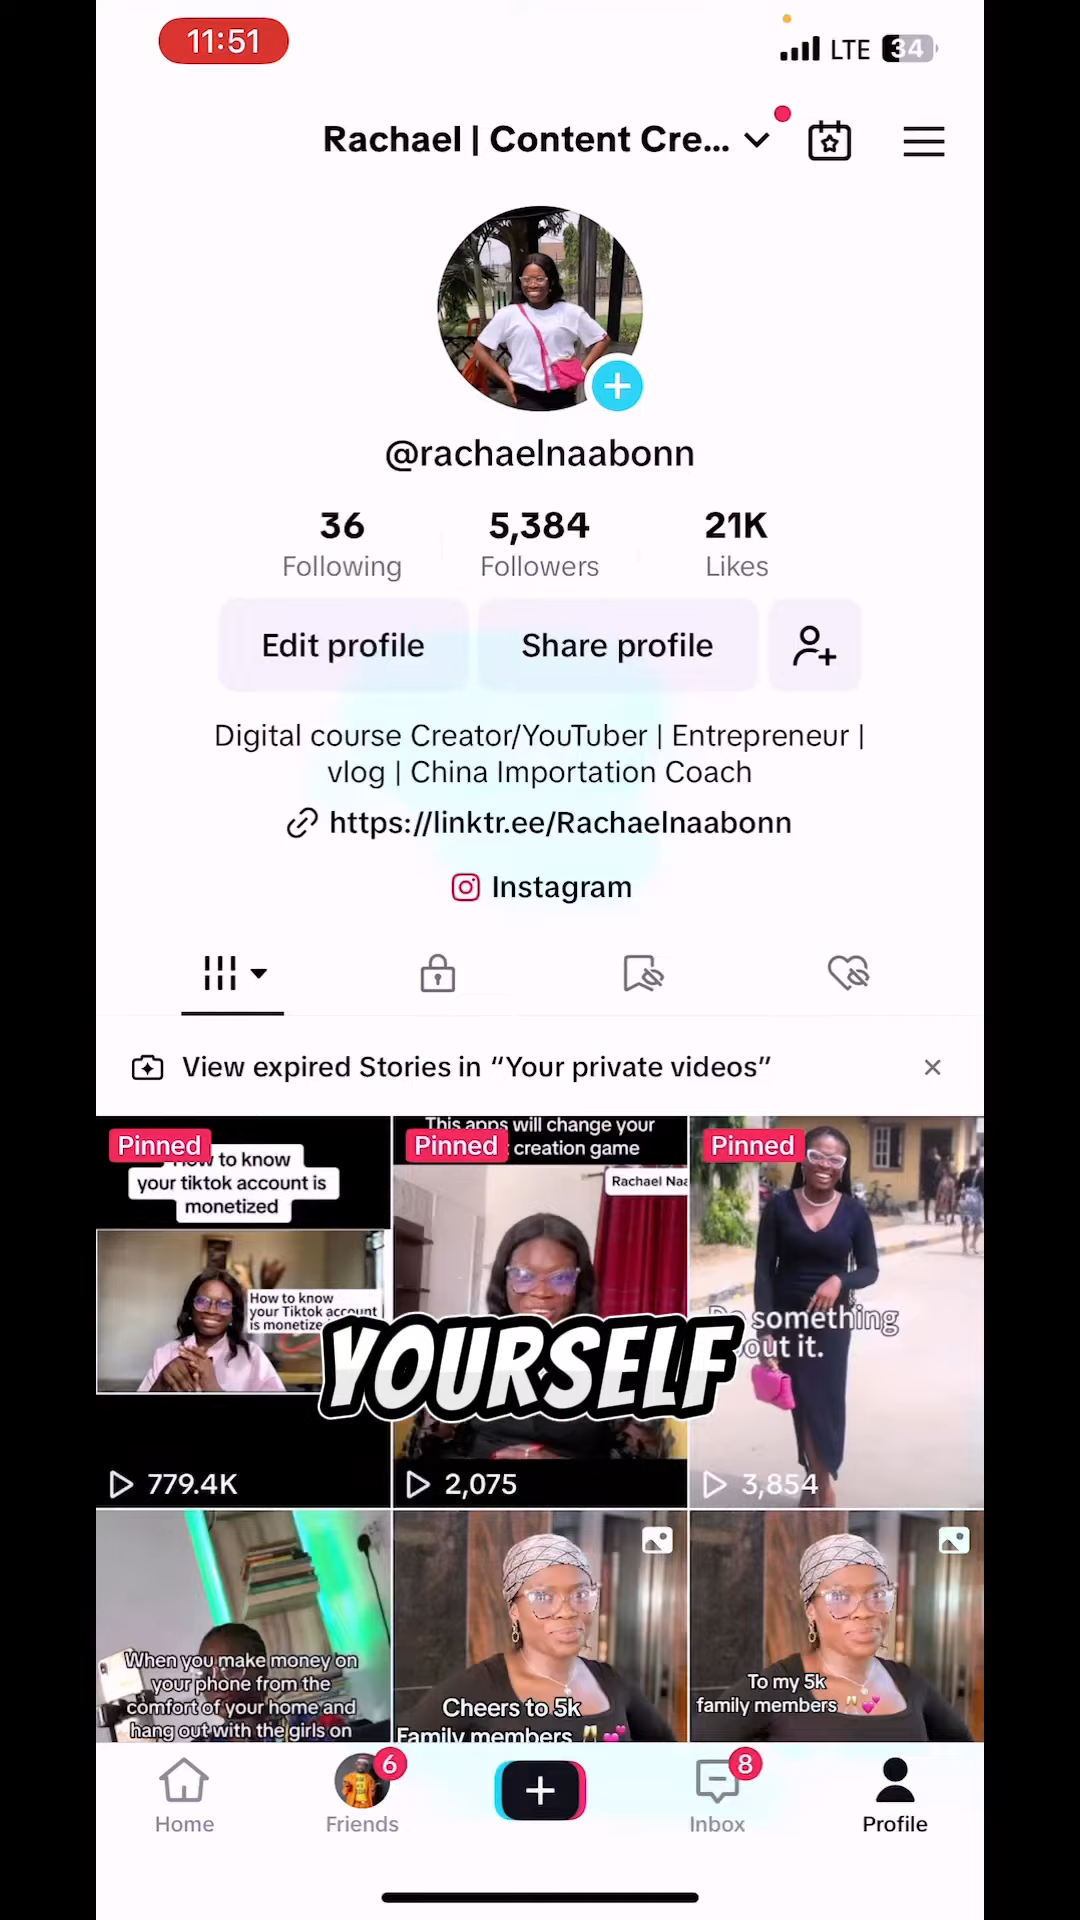 11:51
LTE 34
Rachael | Content Cre...
@rachaelnaabonn
36
Following
5,384
Followers
21K
Likes
Edit profile
Share profile
Digital course Creator/YouTuber | Entrepreneur |
vlog | China Importation Coach
https://linktr.ee/Rachaelnaabonn
Instagram
View expired Stories in “Your private videos”
Pinned
to know
your tiktok account is
monetized
How to know
your Tiktok account
779.4K
This apps will change your
Pinned
creation game
Rachael
2,075
Pinned
something
out it.
3,854
YOURSELF
When you make money on
your phone from the
comfort of your home and
hang out with the girls on
Cheers to 5k
Family members
To my 5k
family members
Home
6
Friends
8
Inbox
Profile